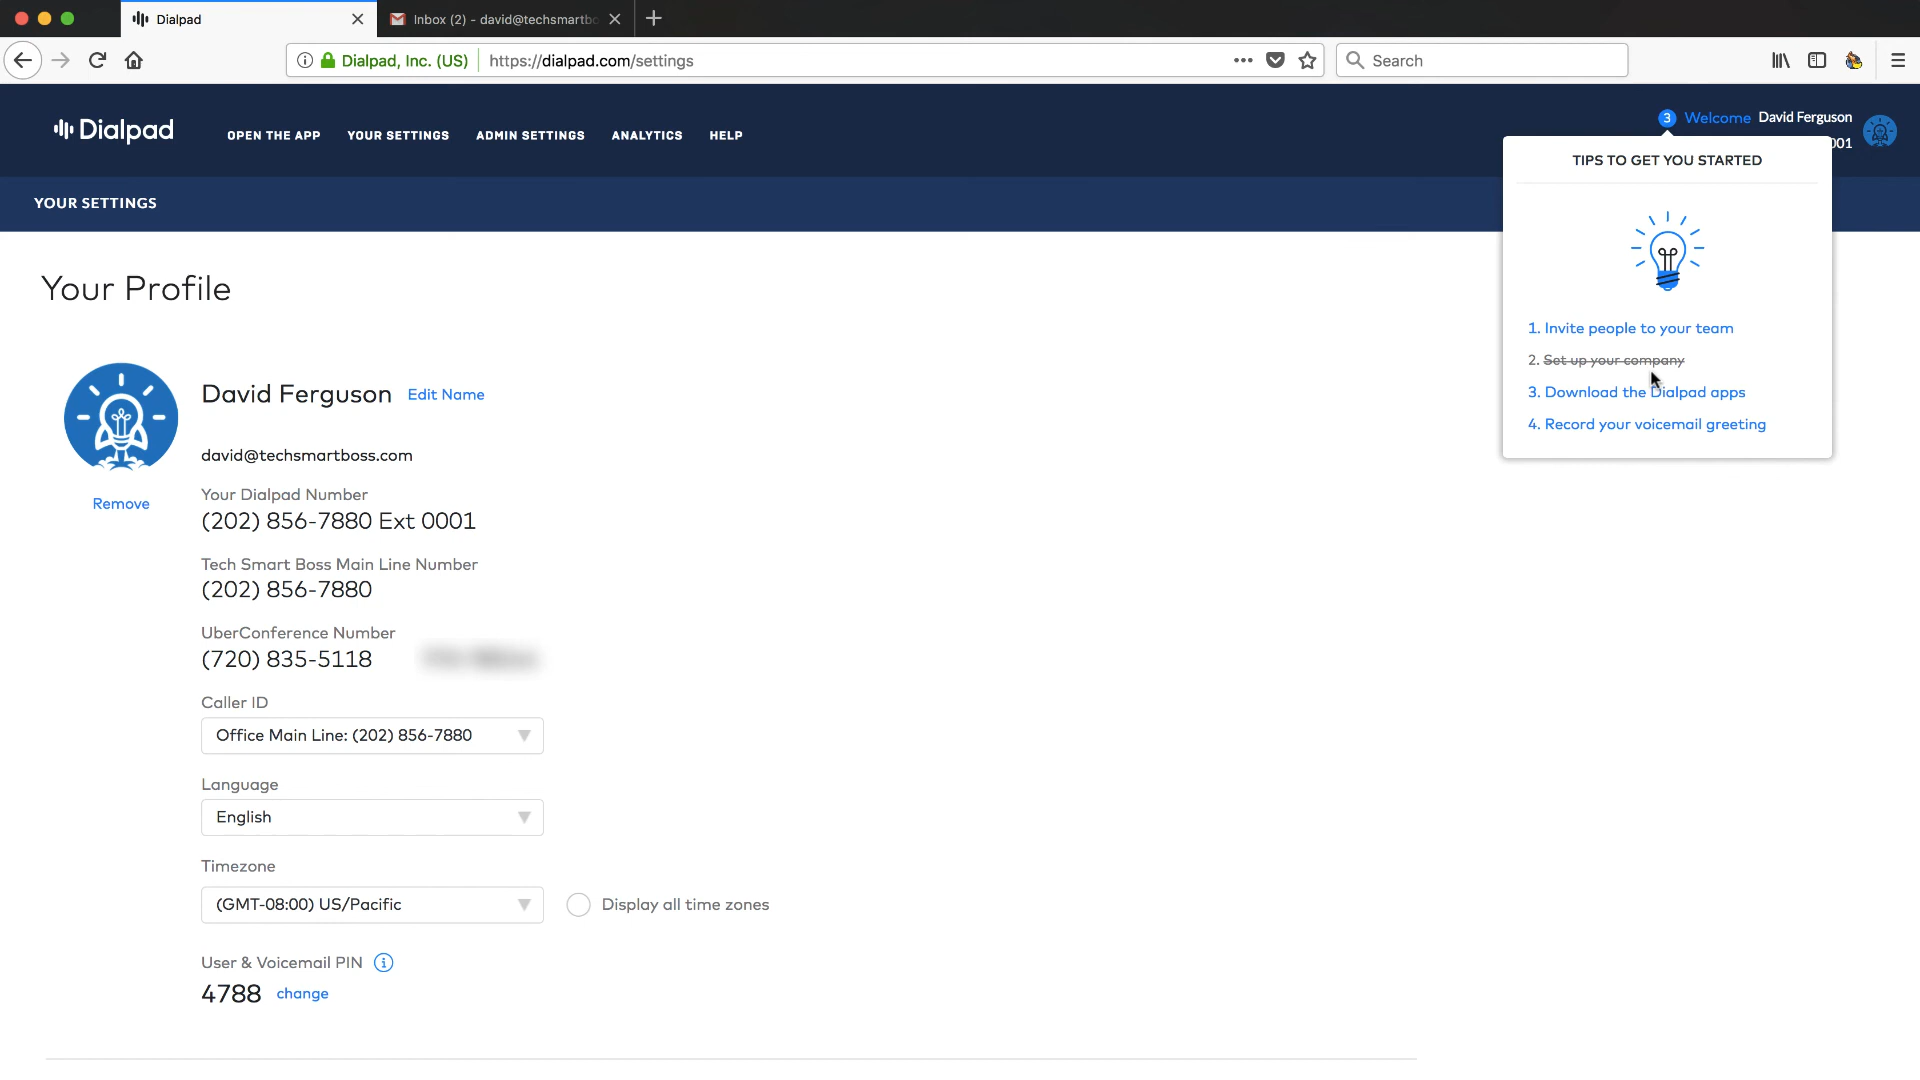 Dialpad
Inbox (2) - david@techsmartbo
Dialpad, Inc. (US)
https://dialpad.com/settings
Search
Dialpad
OPEN THE APP
YOUR SETTINGS
ADMIN SETTINGS
ANALYTICS
HELP
3 Welcome David Ferguson
001
YOUR SETTINGS
TIPS TO GET YOU STARTED
1. Invite people to your team
2. Set up your company
3. Download the Dialpad apps
4. Record your voicemail greeting
Your Profile
David Ferguson Edit Name
david@techsmartboss.com
Remove
Your Dialpad Number
(202) 856-7880 Ext 0001
Tech Smart Boss Main Line Number
(202) 856-7880
UberConference Number
(720) 835-5118
Caller ID
Office Main Line: (202) 856-7880
Language
English
Timezone
(GMT-08:00) US/Pacific
Display all time zones
User & Voicemail PIN
4788 change